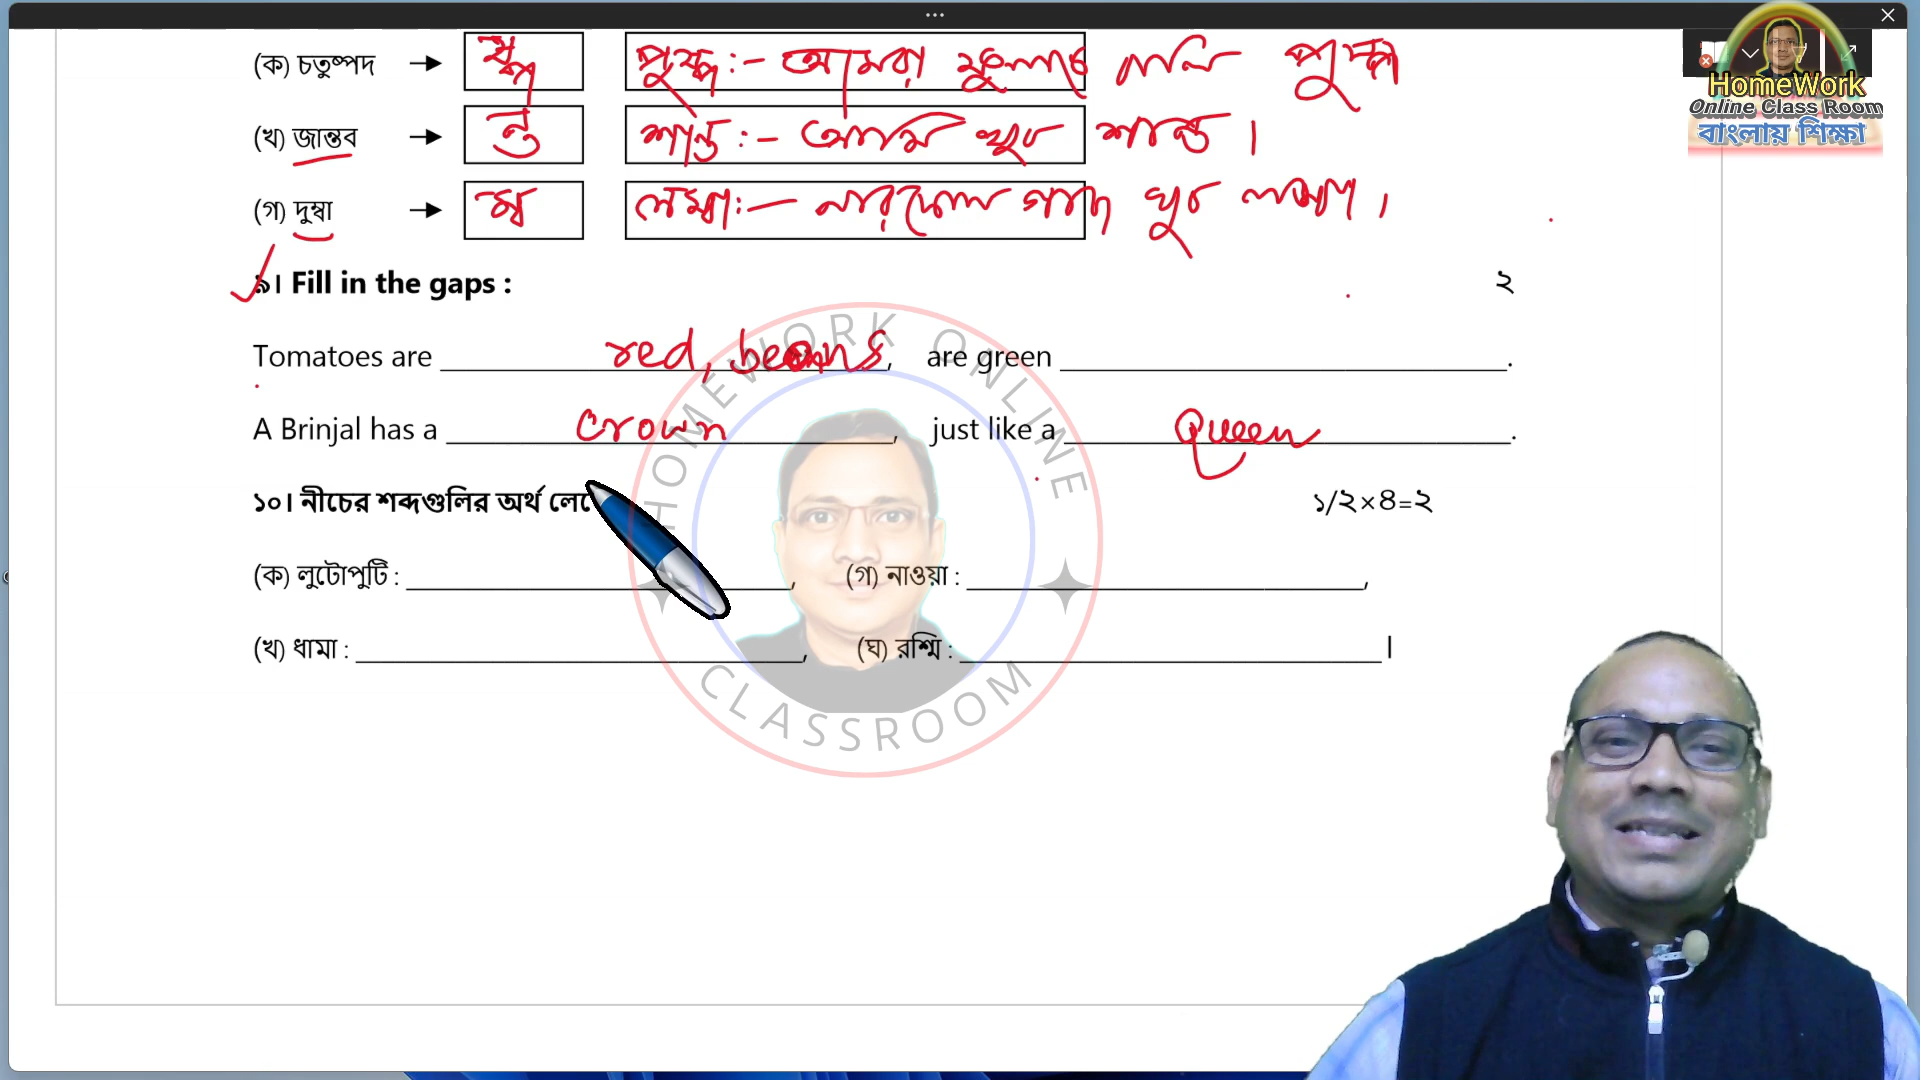 HomeWork
Online Class Room
বাংলায় শিক্ষা
(ক) চতুষ্পদ → ষ্প পুষ্প :- আমরা ফুলকে বলি পুষ্প
(খ) জান্তব → ন্ত শান্ত :- আমি খুব শান্ত ।
(গ) দুম্বা → ম্ব লম্বা :- নারকেল গাছ খুব লম্বা ।
৯। Fill in the gaps : ২
Tomatoes are red, beans, are green .
A Brinjal has a crown, just like a Queen.
১০। নীচের শব্দগুলির অর্থ ১/২×৪=২
(ক) লুটোপুটি : , (গ) নাওয়া : ,
(খ) ধামা : , (ঘ) রশ্মি : ।
HOMEWORK ONLINE
CLASSROOM